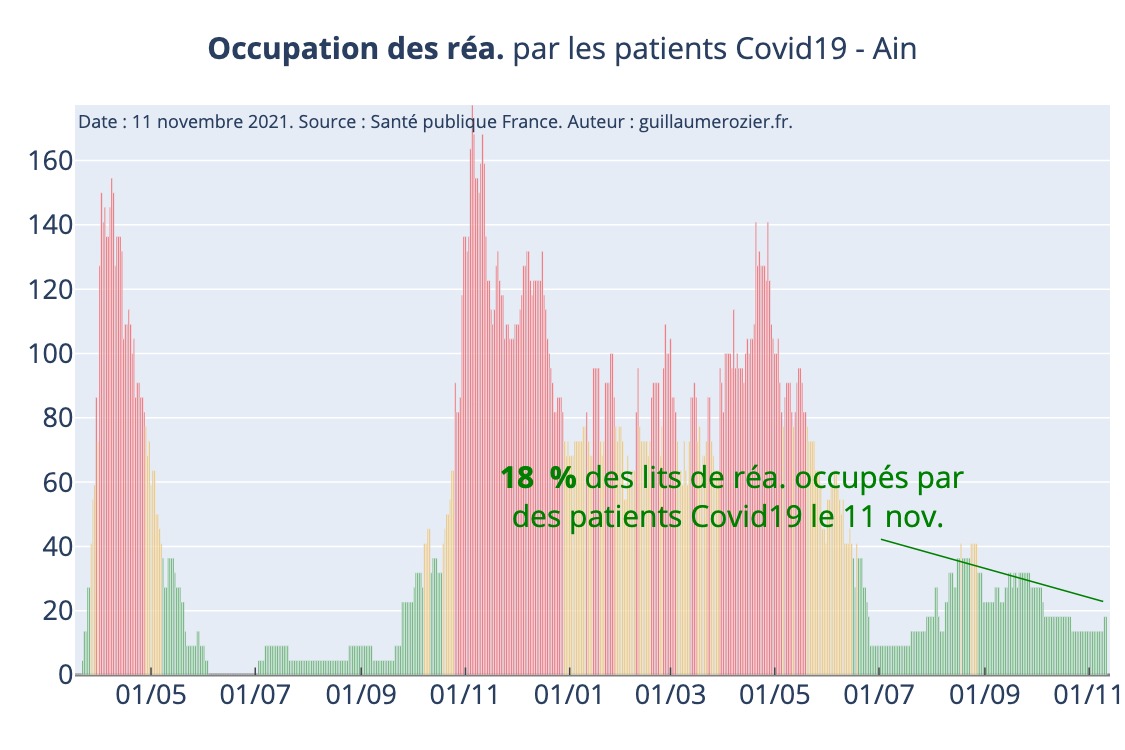 Occupation des réa. par les patients Covid19 - Ain
Date : 11 novembre 2021. Source : Santé publique France. Auteur : guillaumerozier.fr.
160
140
120
100
80
60
40
20
0
18 % des lits de réa. occupés par
des patients Covid19 le 11 nov.
01/05 01/07 01/09 01/11 01/01 01/03 01/05 01/07 01/09 01/11